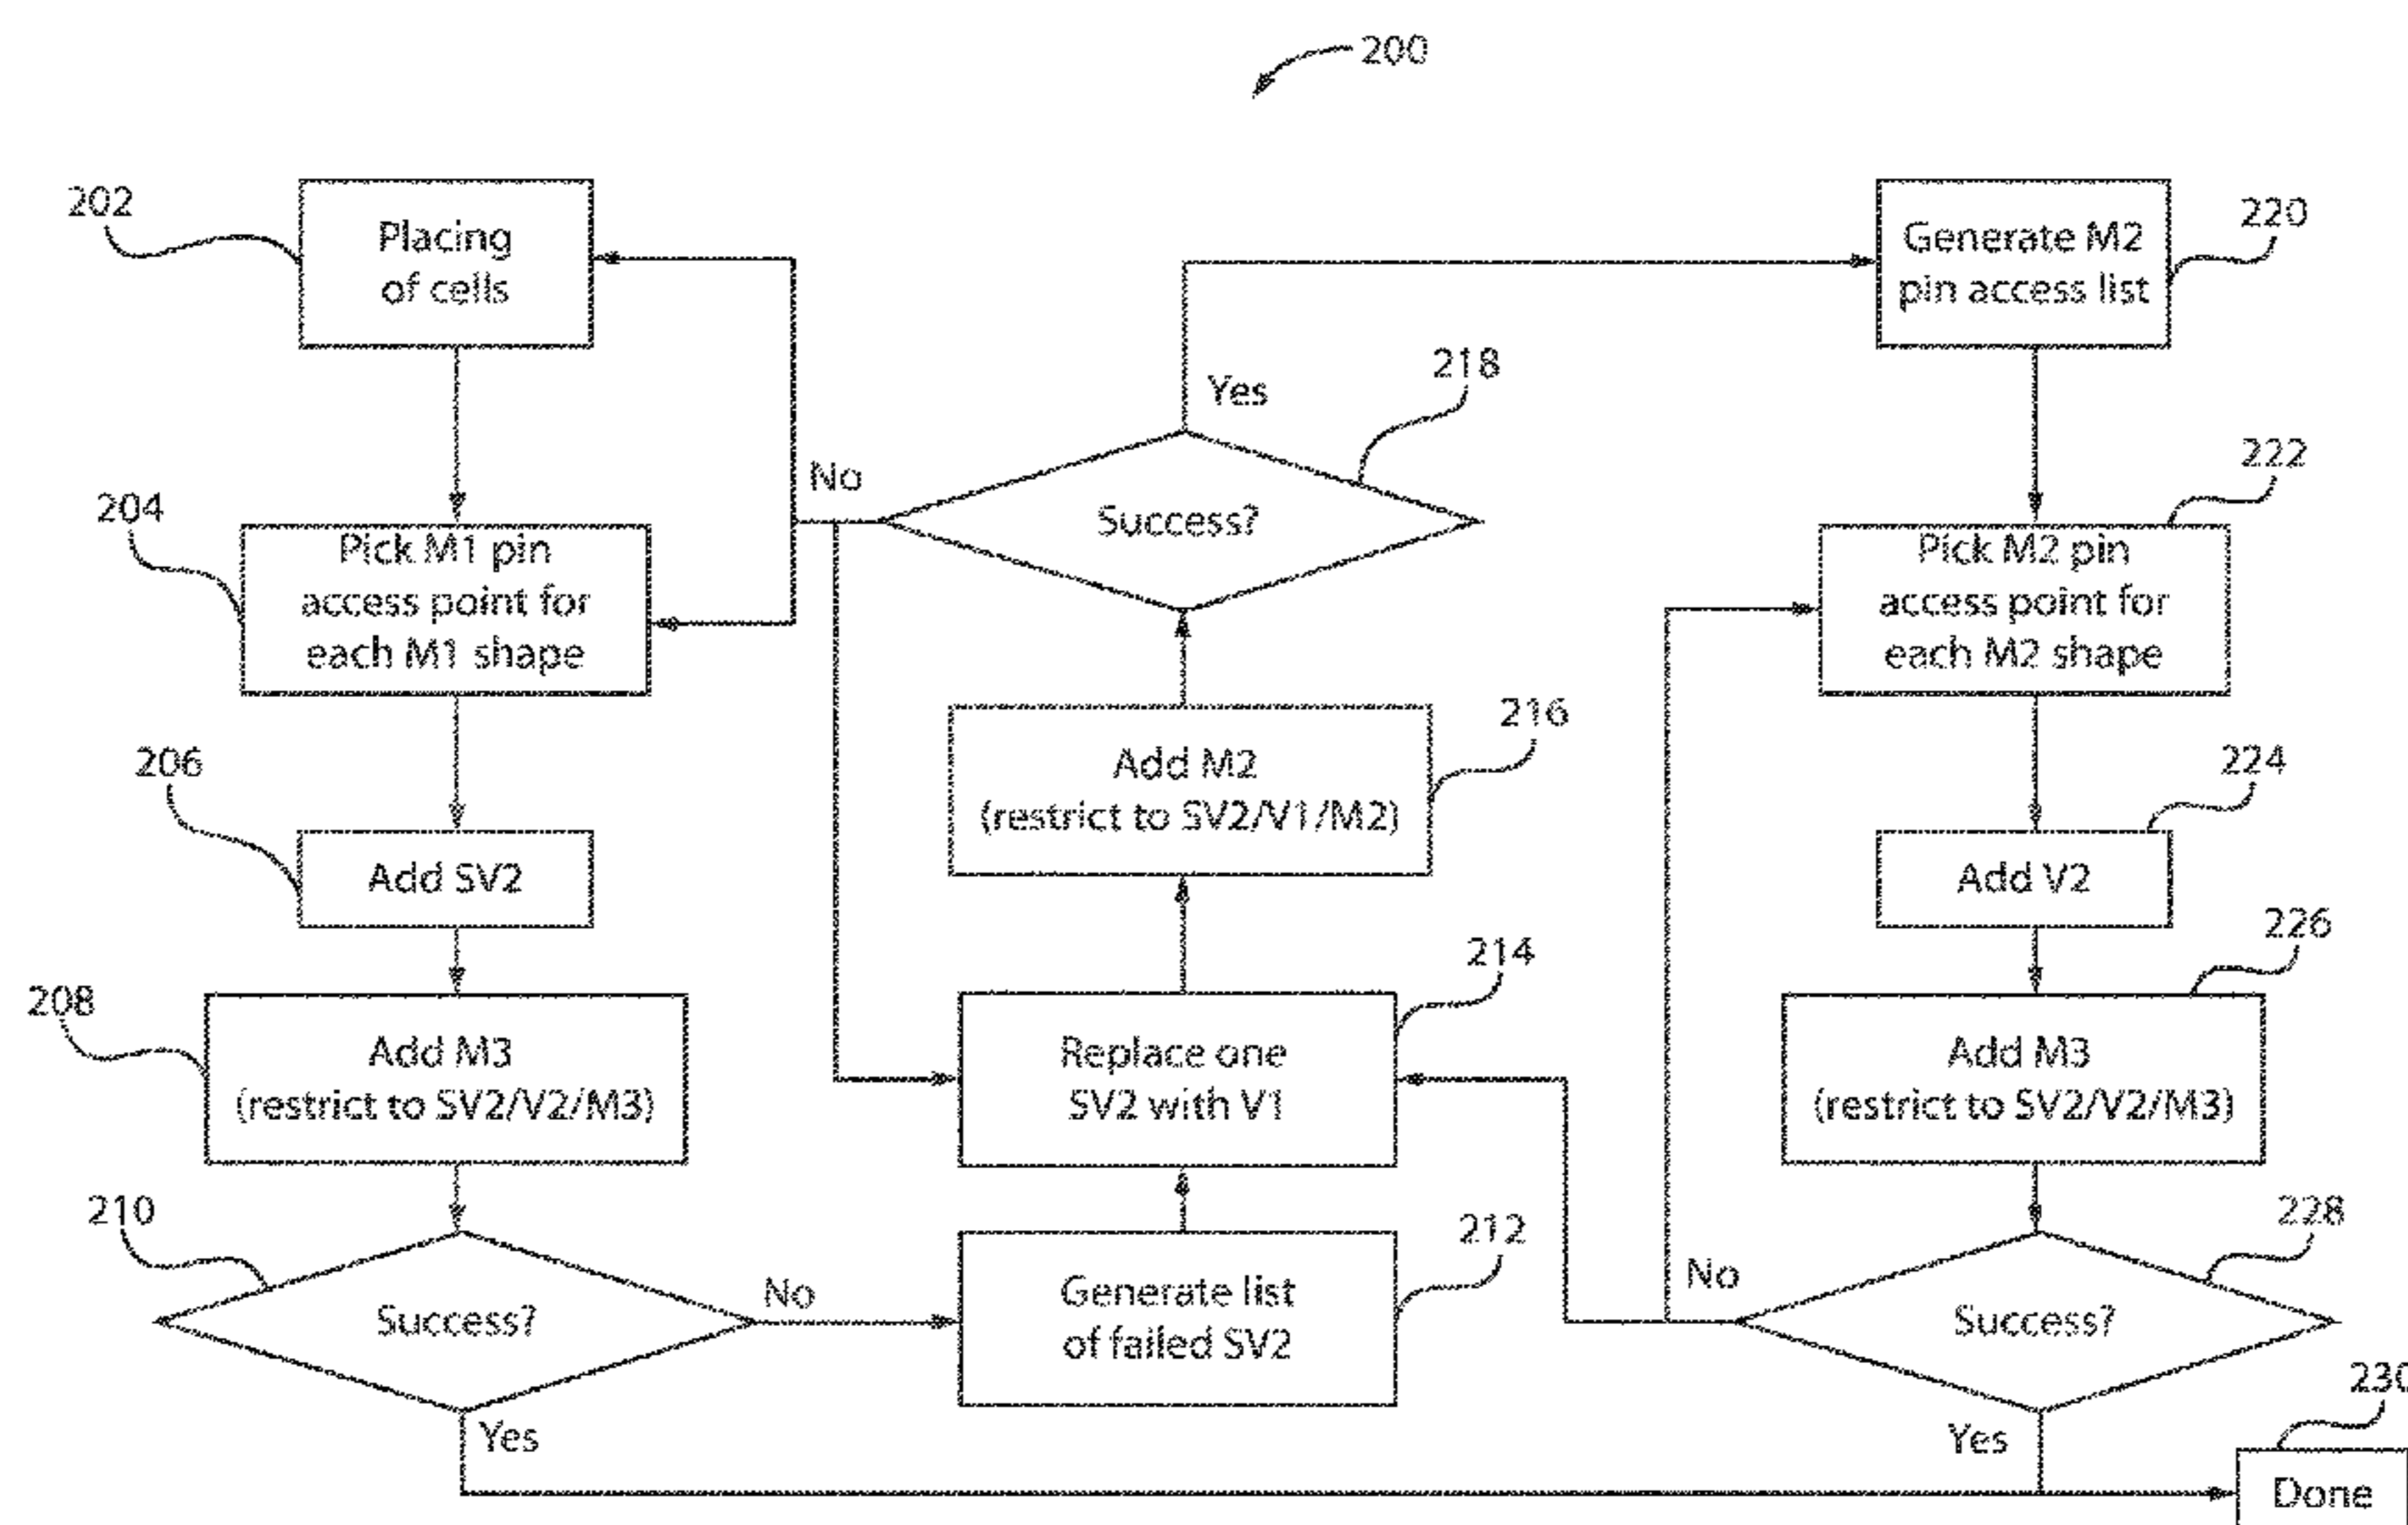 200
202
Placing
of cells
204
Pick M1 pin
access point for
each M1 shape
206
Add SV2
208
Add M3
(restrict to SV2/V2/M3)
210
Success?
No
Yes
212
Generate list
of failed SV2
214
Replace one
SV2 with V1
216
Add M2
(restrict to SV2/V1/M2)
218
Success?
No
Yes
220
Generate M2
pin access list
222
Pick M2 pin
access point for
each M2 shape
224
Add V2
226
Add M3
(restrict to SV2/V2/M3)
228
Success?
No
Yes
230
Done